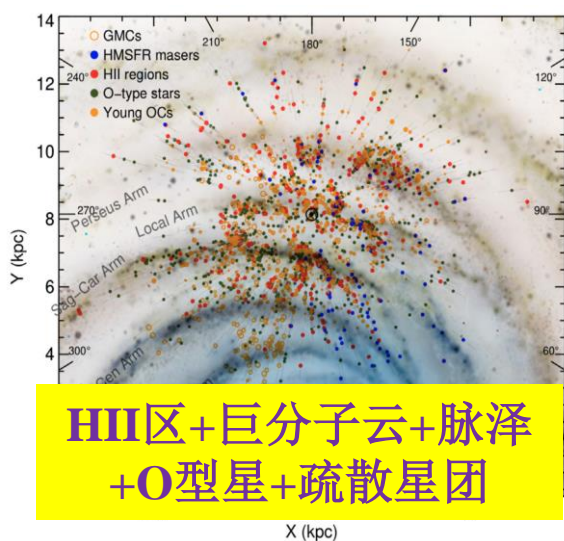 14
12
10
8
6
4
Y (kpc)
GMCs
HMSFR masers
HII regions
O-type stars
Young OCs
210°
180°
150°
240°
120°
270°
90°
300°
60°
Perseus Arm
Local Arm
Sag-Car Arm
Cen Arm
HII区+巨分子云+脉泽
+O型星+疏散星团
X (kpc)